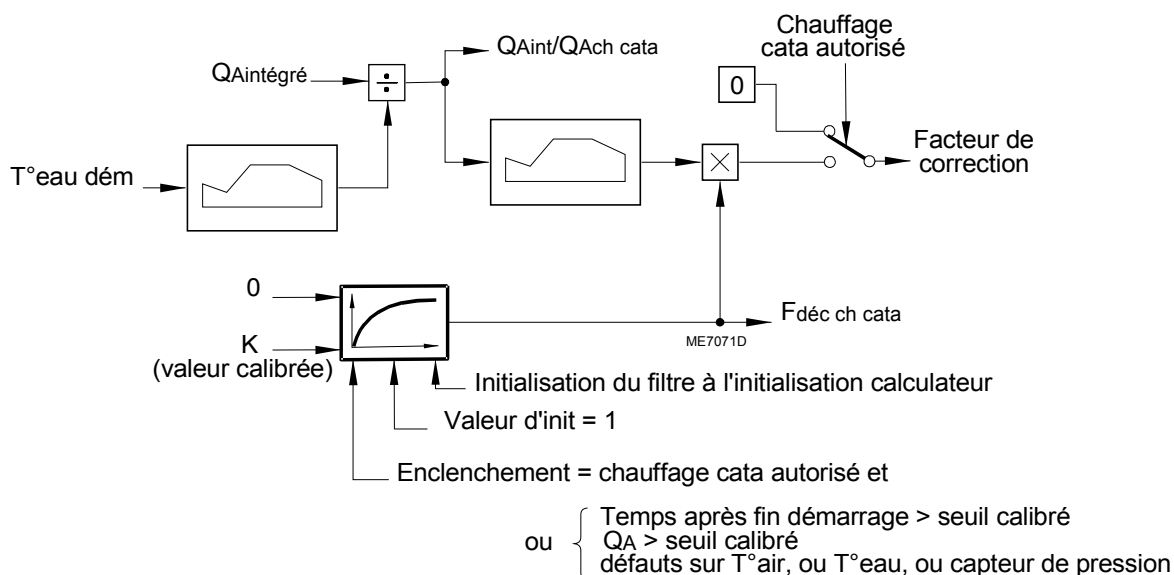 Chauffage
cata autorisé
QAint/QAch cata
QAintégré
÷
0
Facteur de
correction
T°eau dém
×
0
K
(valeur calibrée)
Fdéc ch cata
ME7071D
Initialisation du filtre à l'initialisation calculateur
Valeur d'init = 1
Enclenchement = chauffage cata autorisé et
ou
Temps après fin démarrage > seuil calibré
QA > seuil calibré
défauts sur T°air, ou T°eau, ou capteur de pression